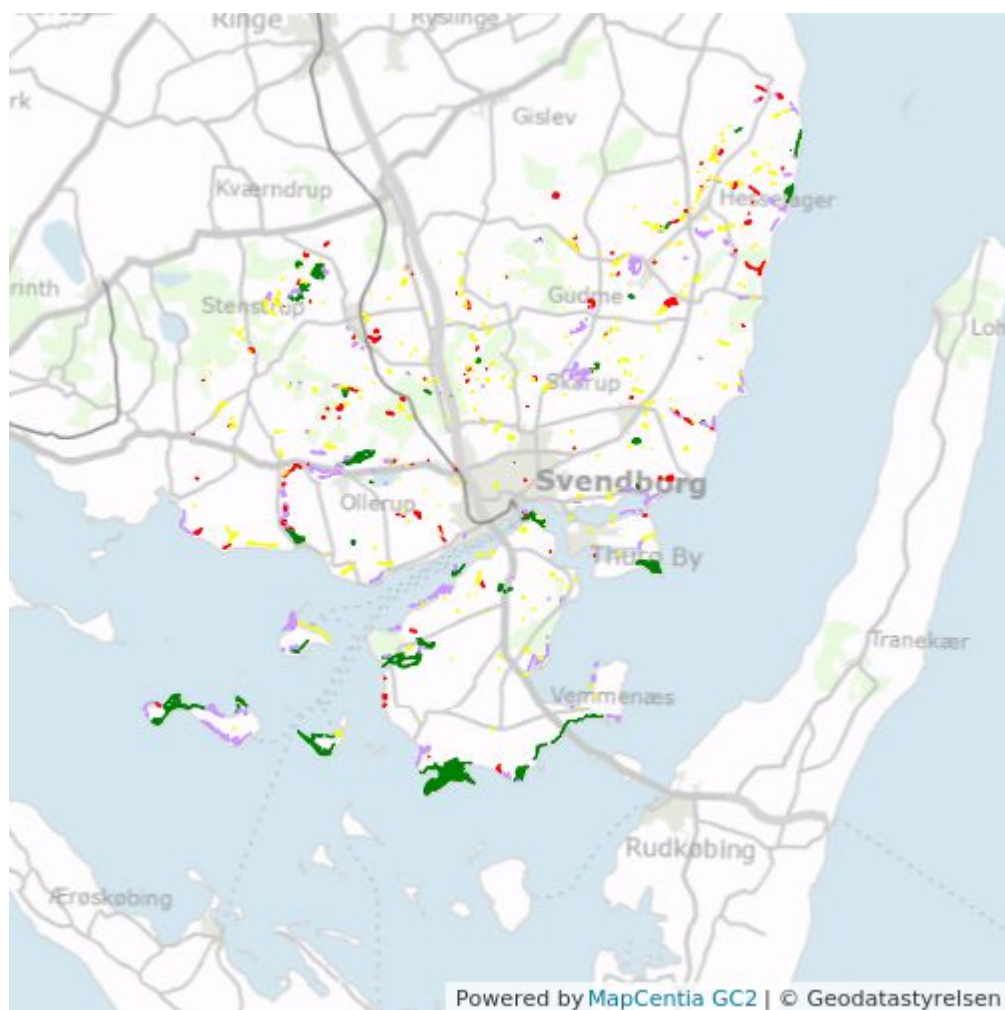 Ringe
Ryslinge
Gislev
Kværndrup
Hesselager
Stenstrup
Gudme
Skårup
Svendborg
Ollerup
Thurø By
Tranekær
Vemmenæs
Rudkøbing
Ærøskøbing
Powered by MapCentia GC2 | © Geodatastyrelsen